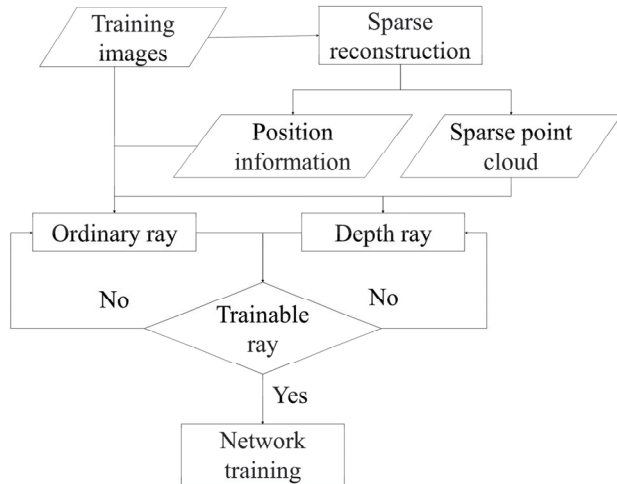 Training
images
Sparse
reconstruction
Position
information
Sparse point
cloud
Ordinary ray
Depth ray
No
No
Trainable
ray
Yes
Network
training